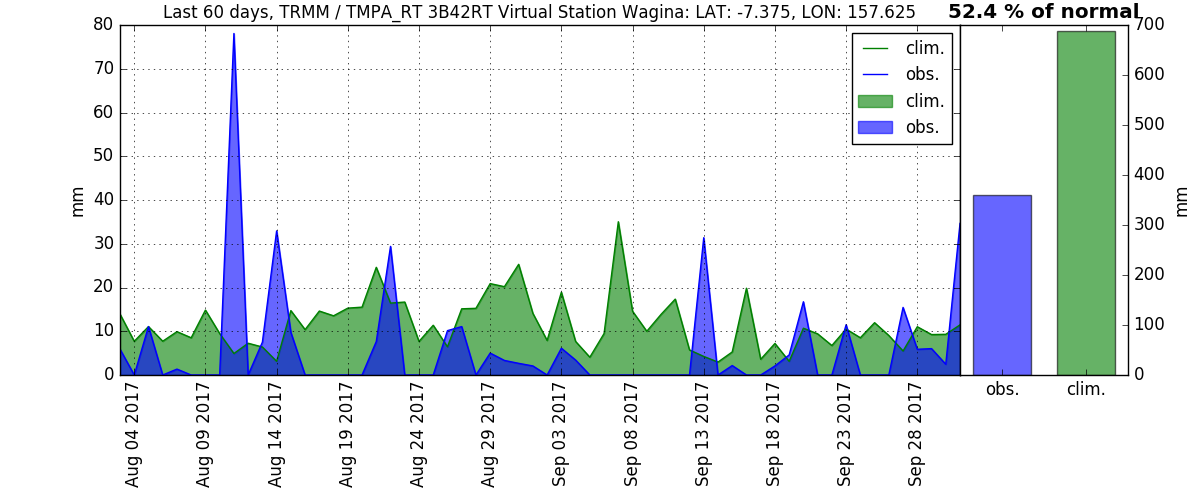 Last 60 days, TRMM / TMPA_RT 3B42RT Virtual Station Wagina: LAT: -7.375, LON: 157.625
52.4 % of normal
80
70
60
50
40
30
20
10
0
mm
clim.
obs.
clim.
obs.
Aug 04 2017
Aug 09 2017
Aug 14 2017
Aug 19 2017
Aug 24 2017
Aug 29 2017
Sep 03 2017
Sep 08 2017
Sep 13 2017
Sep 18 2017
Sep 23 2017
Sep 28 2017
700
600
500
400
300
200
100
0
mm
obs.
clim.